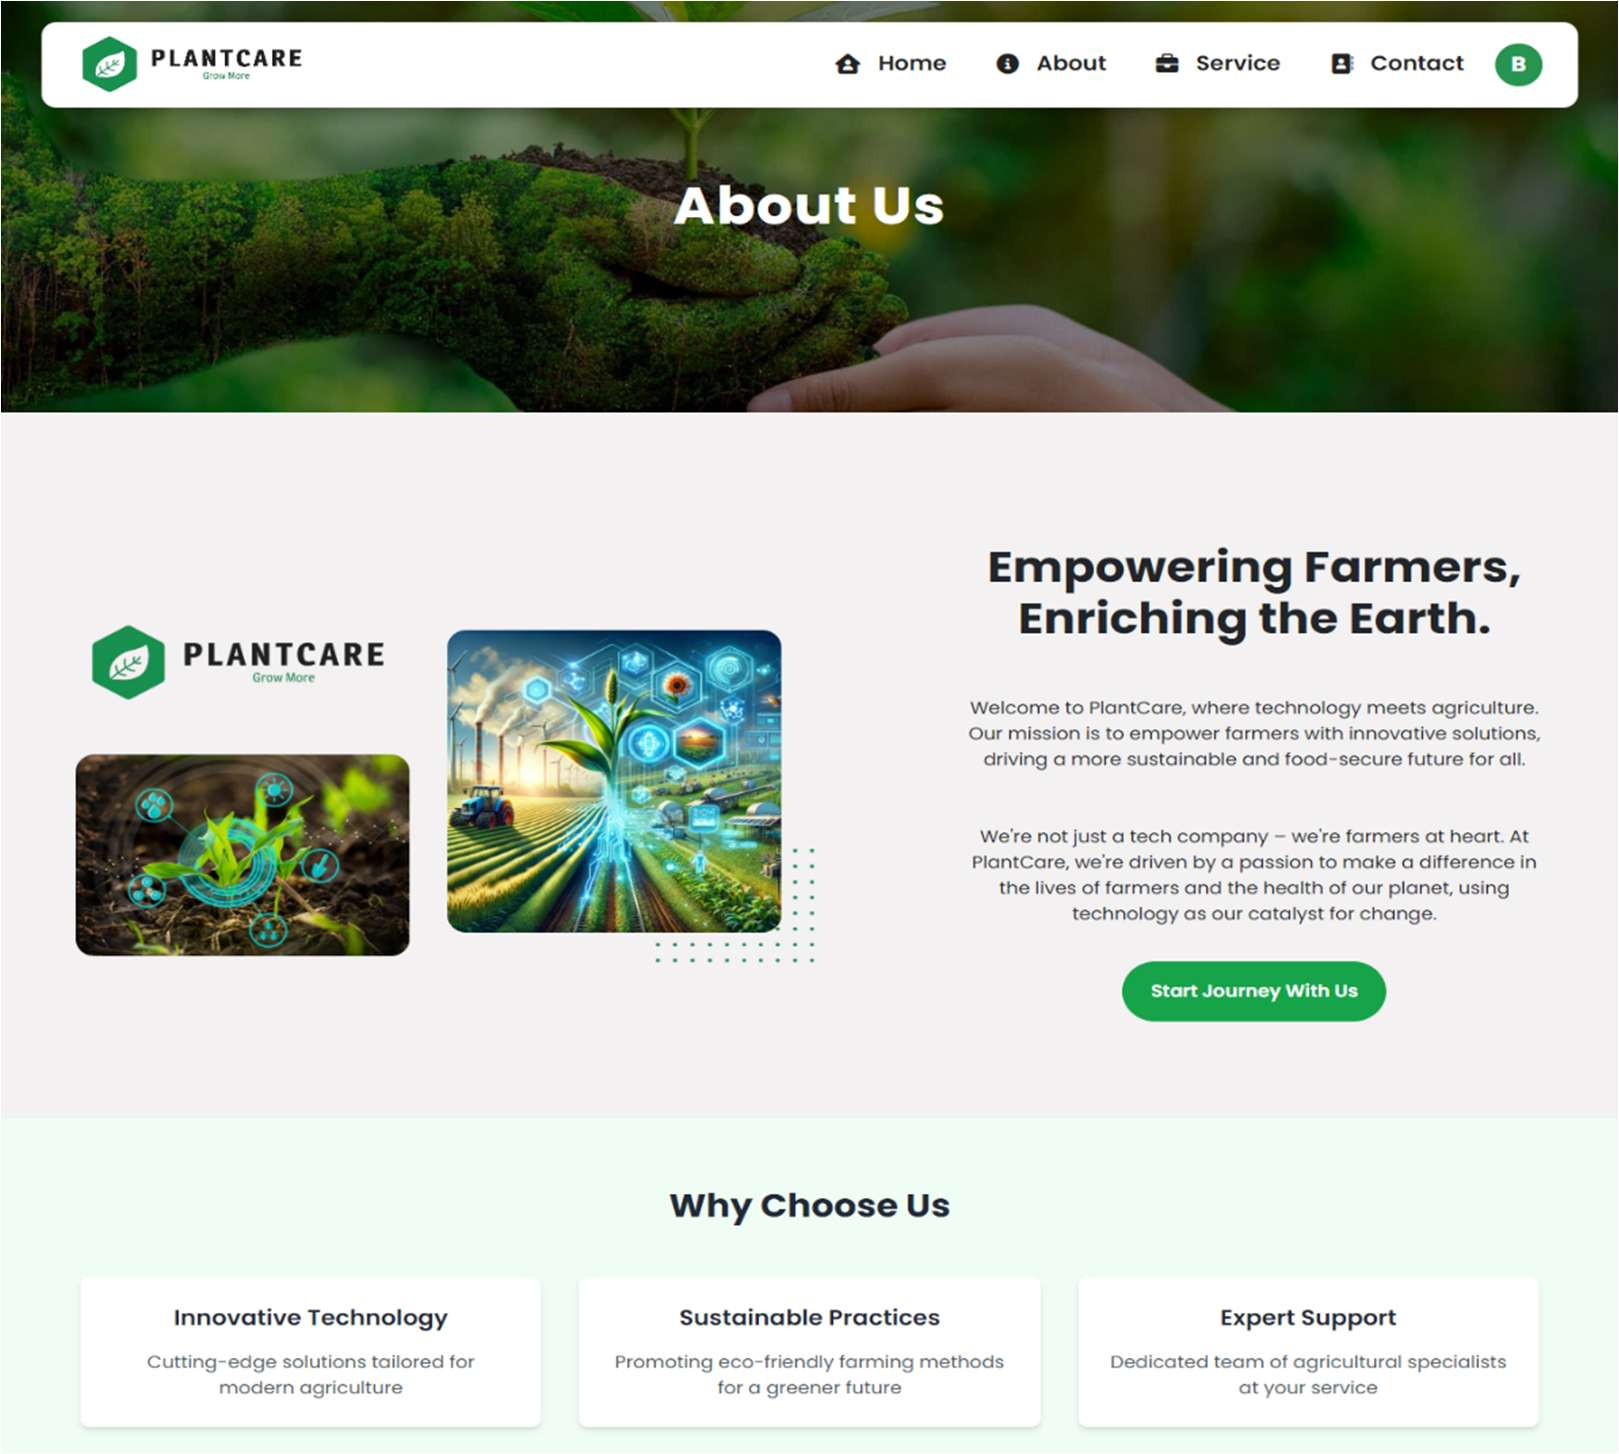 PLANTCARE
Grow More
Home
About
Service
Contact
B
About Us
PLANTCARE
Grow More
Empowering Farmers,
Enriching the Earth.
Welcome to PlantCare, where technology meets agriculture.
Our mission is to empower farmers with innovative solutions,
driving a more sustainable and food-secure future for all.
We're not just a tech company – we're farmers at heart. At
PlantCare, we're driven by a passion to make a difference in
the lives of farmers and the health of our planet, using
technology as our catalyst for change.
Start Journey With Us
Why Choose Us
Innovative Technology
Cutting-edge solutions tailored for
modern agriculture
Sustainable Practices
Promoting eco-friendly farming methods
for a greener future
Expert Support
Dedicated team of agricultural specialists
at your service